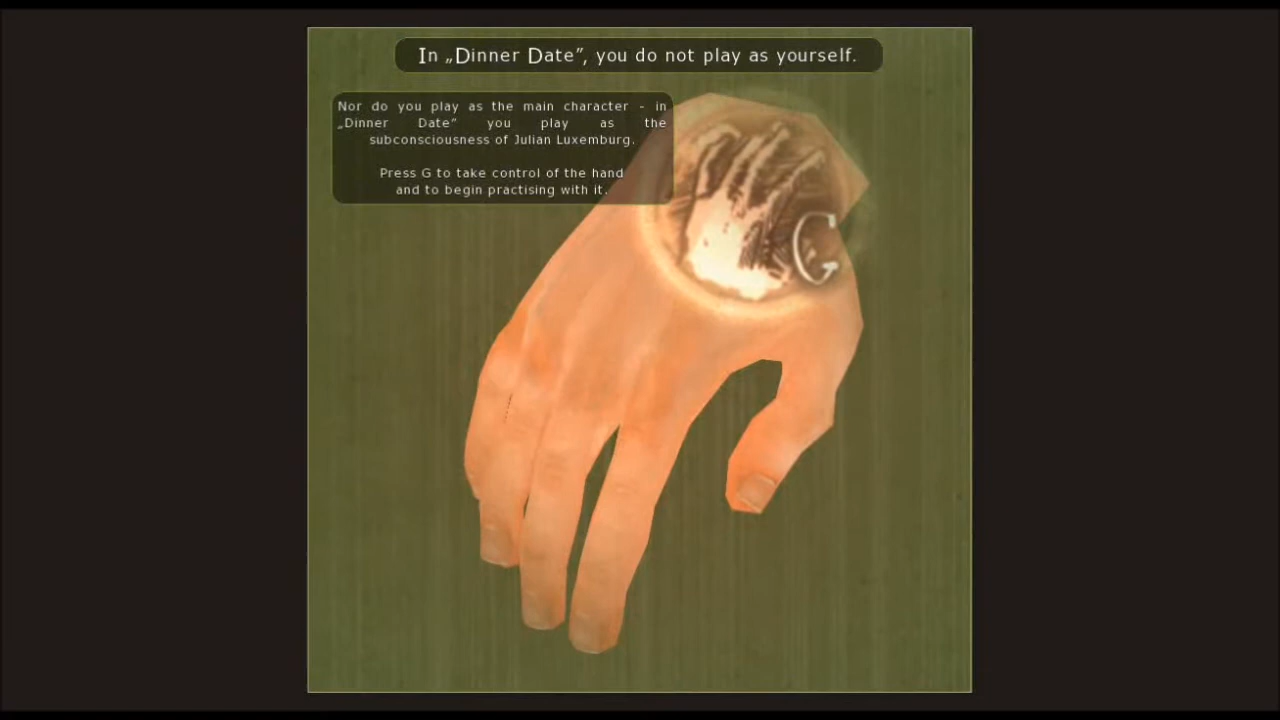 In „Dinner Date”, you do not play as yourself.
Nor do you play as the main character - in
„Dinner Date” you play as the
subconsciousness of Julian Luxemburg.
Press G to take control of the hand
and to begin practising with it.
G